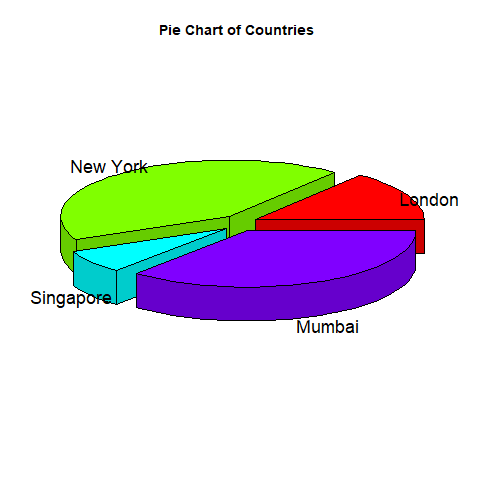 Pie Chart of Countries
New York
London
Singapore
Mumbai